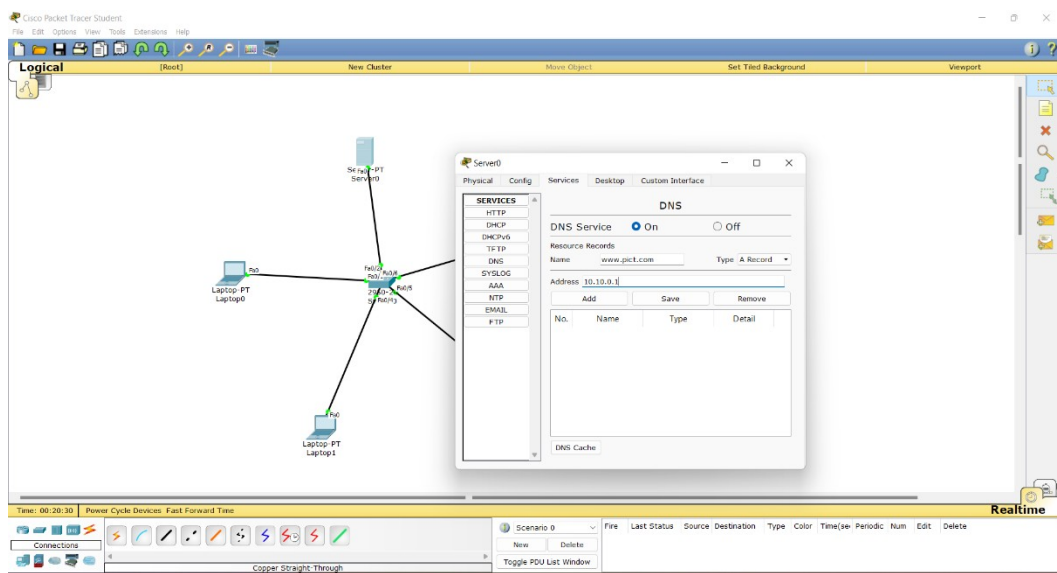 Cisco Packet Tracer Student
File Edit Options View Tools Extensions Help
Logical [Root] New Cluster Move Object Set Tiled Background Viewport
Fa0
Server0
Fa0
Laptop-PT
Laptop0
Fa0/2
Fa0/5
Fa0
Laptop-PT
Laptop1
Server0
Physical Config Services Desktop Custom Interface
SERVICES
HTTP
DHCP
DHCPv6
TFTP
DNS
SYSLOG
AAA
NTP
EMAIL
FTP
DNS
DNS Service On Off
Resource Records
Name www.pict.com Type A Record
Address 10.10.0.1
Add Save Remove
No. Name Type Detail
DNS Cache
Time: 00:20:30 Power Cycle Devices Fast Forward Time Realtime
Connections
Copper Straight-Through
Scenario 0
New Delete
Toggle PDU List Window
Fire Last Status Source Destination Type Color Time(sec Periodic Num Edit Delete